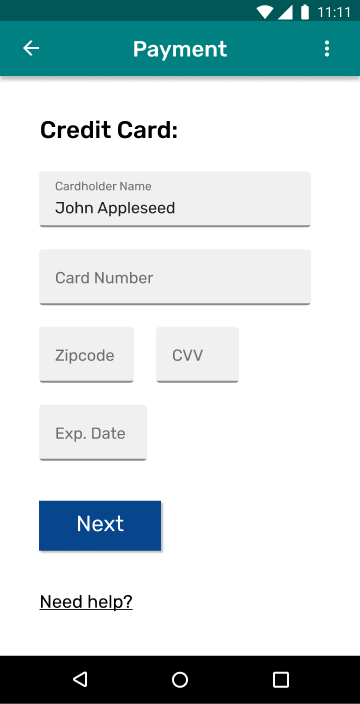 11:11
Payment
Credit Card:
Cardholder Name
John Appleseed
Card Number
Zipcode CVV
Exp. Date
Next
Need help?